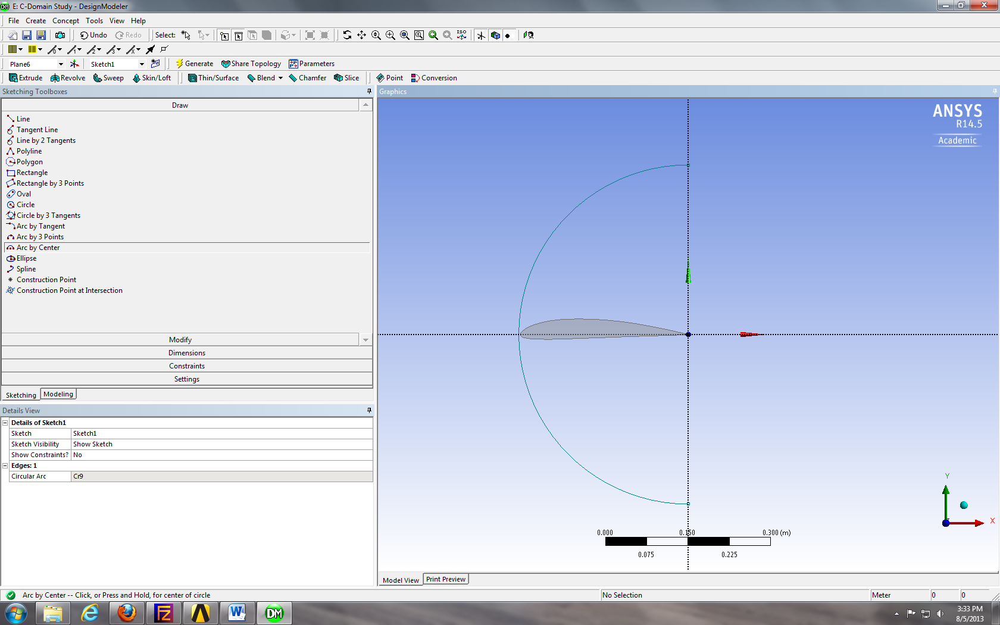 E: C-Domain Study - DesignModeler
File Create Concept Tools View Help
Undo Redo Select: ISO
Plane6 Sketch1 Generate Share Topology Parameters
Extrude Revolve Sweep Skin/Loft Thin/Surface Blend Chamfer Slice Point Conversion
Sketching Toolboxes
Draw
Line
Tangent Line
Line by 2 Tangents
Polyline
Polygon
Rectangle
Rectangle by 3 Points
Oval
Circle
Circle by 3 Tangents
Arc by Tangent
Arc by 3 Points
Arc by Center
Ellipse
Spline
Construction Point
Construction Point at Intersection
Modify
Dimensions
Constraints
Settings
Sketching Modeling
Details View
Details of Sketch1
Sketch Sketch1
Sketch Visibility Show Sketch
Show Constraints? No
Edges: 1
Circular Arc Cr9
Graphics
ANSYS
R14.5
Academic
Y
X
0.000 0.150 0.300 (m)
0.075 0.225
Model View Print Preview
Arc by Center -- Click, or Press and Hold, for center of circle No Selection Meter 0 0
FZ W DM
3:33 PM
8/5/2013